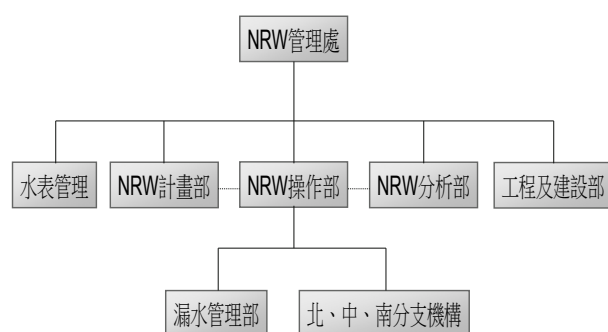 NRW管理處
水表管理
NRW計畫部
NRW操作部
NRW分析部
工程及建設部
漏水管理部
北、中、南分支機構